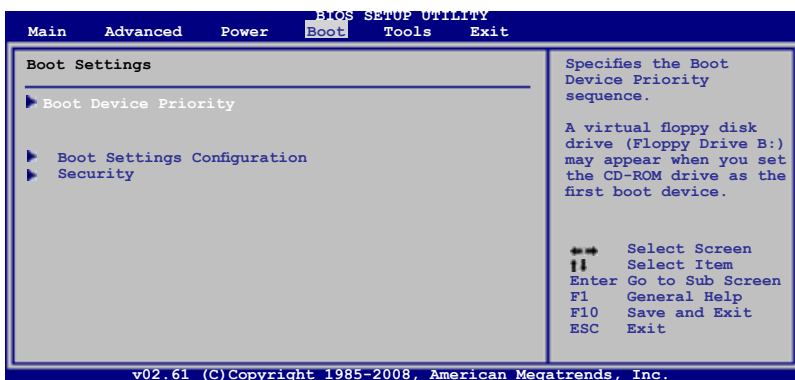 BIOS SETUP UTILITY
Main Advanced Power Boot Tools Exit
Boot Settings
Boot Device Priority
Boot Settings Configuration
Security
Specifies the Boot
Device Priority
sequence.
A virtual floppy disk
drive (Floppy Drive B:)
may appear when you set
the CD-ROM drive as the
first boot device.
←→ Select Screen
↑↓ Select Item
Enter Go to Sub Screen
F1 General Help
F10 Save and Exit
ESC Exit
v02.61 (C)Copyright 1985-2008, American Megatrends, Inc.